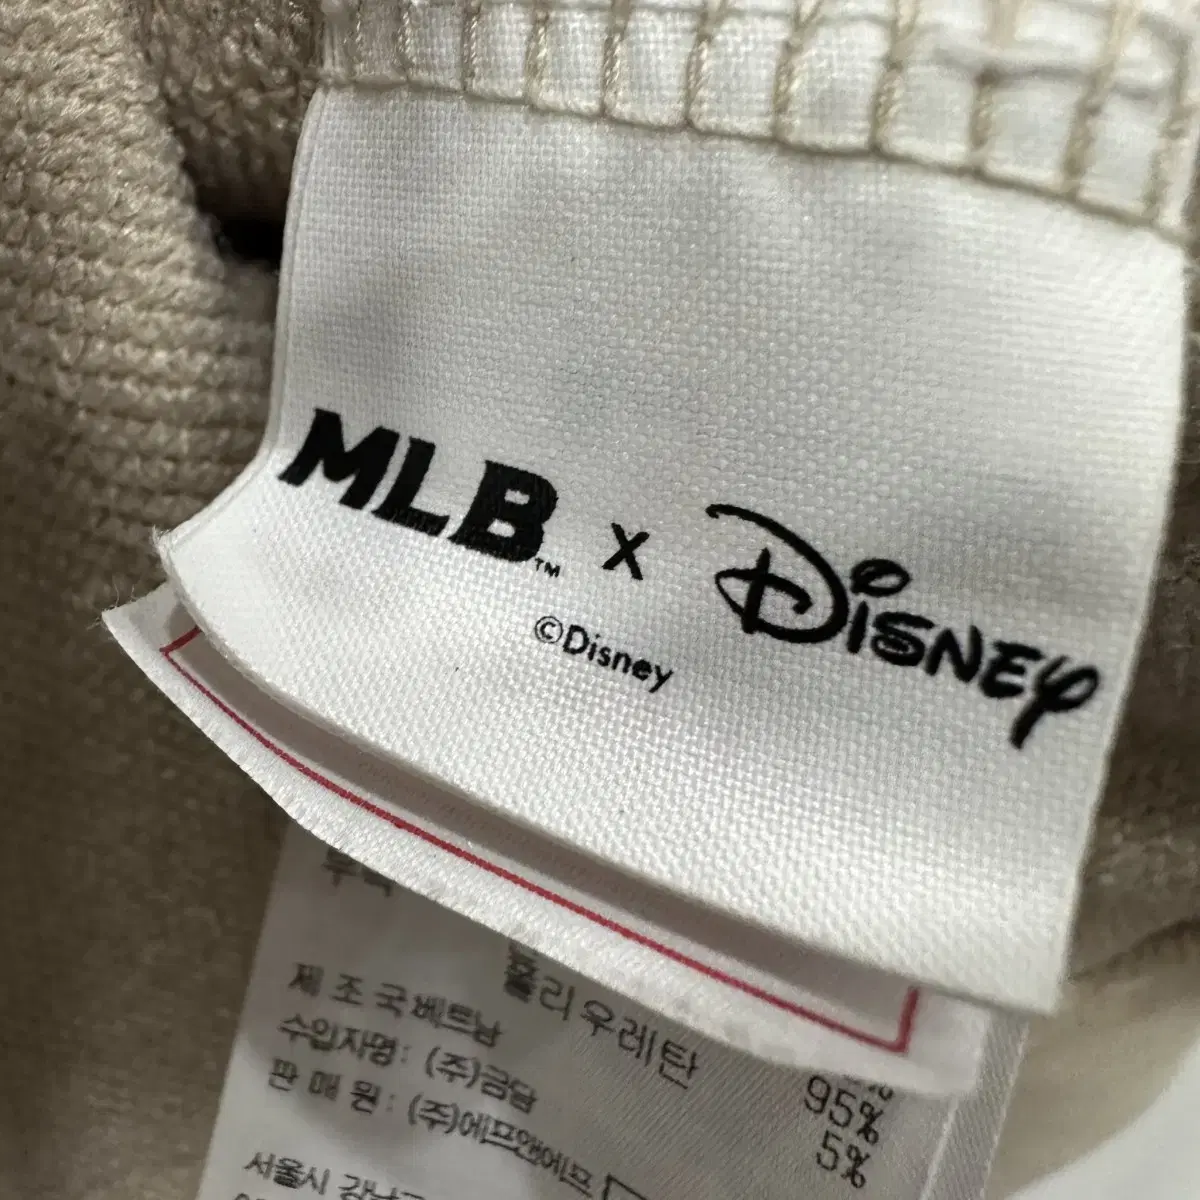 MLB™ x Disney
©Disney
폴리우레탄
95%
5%
제조국베트남
수입자명: (주)금담
판매원: (주)에프앤에프
서울시 강남구